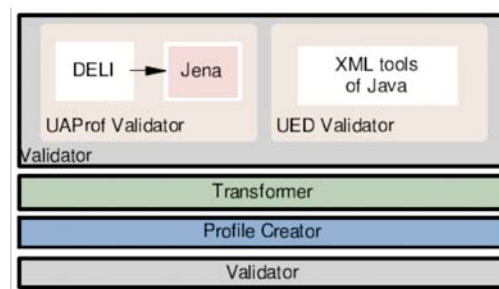 DELI
Jena
UAProf Validator
XML tools
of Java
UED Validator
Validator
Transformer
Profile Creator
Validator